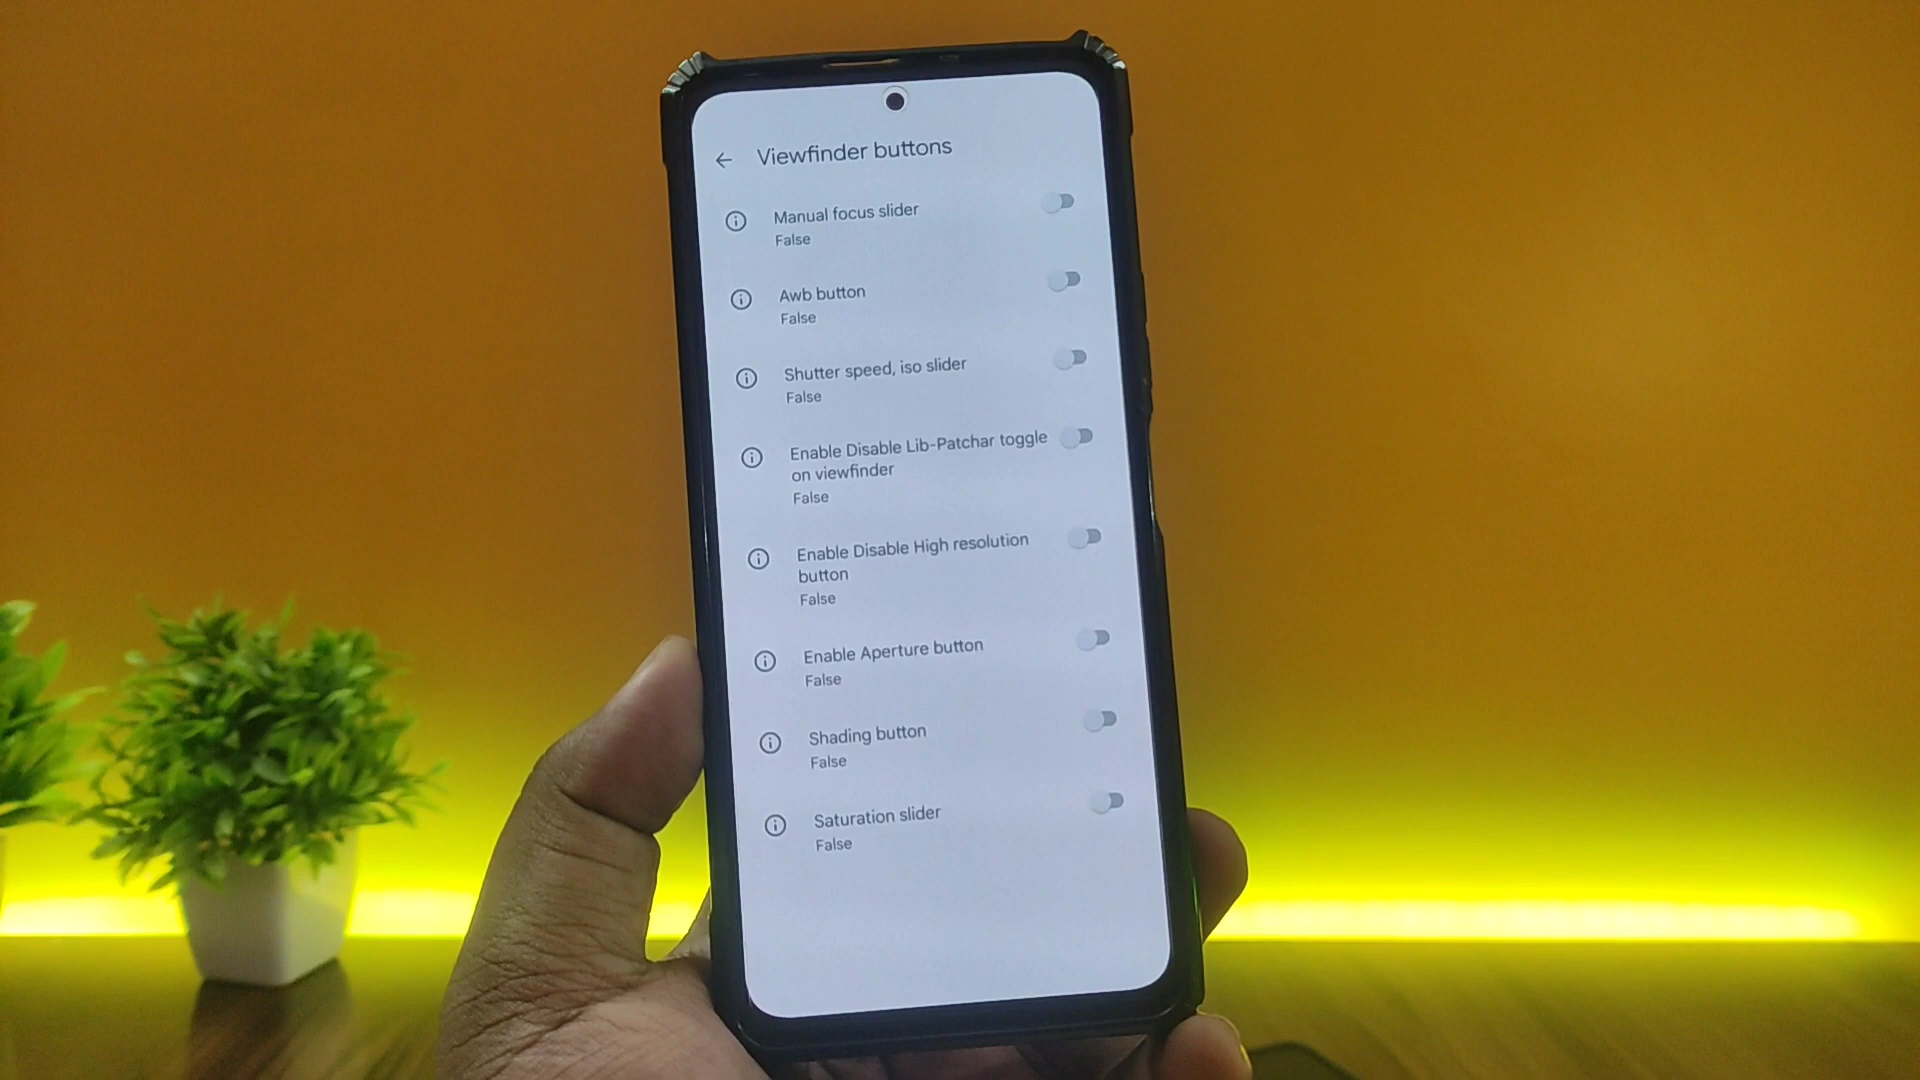 Viewfinder buttons
Manual focus slider
False
Awb button
False
Shutter speed, iso slider
False
Enable Disable Lib-Patchar toggle
on viewfinder
False
Enable Disable High resolution
button
False
Enable Aperture button
False
Shading button
False
Saturation slider
False